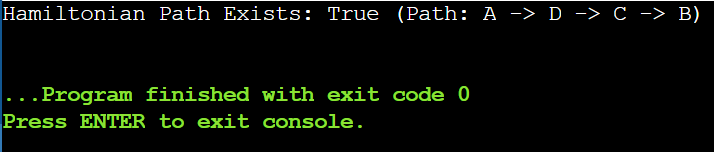 Hamiltonian Path Exists: True (Path: A -> D -> C -> B)
...Program finished with exit code 0
Press ENTER to exit console.